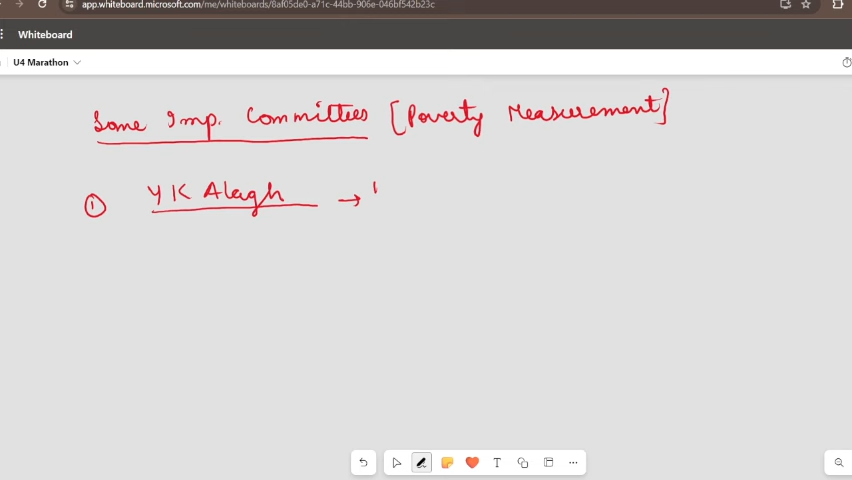 app.whiteboard.microsoft.com/me/whiteboards/8af05de0-a71c-44bb-906e-046bf542b23c
Whiteboard
U4 Marathon
Some Imp. Committees [Poverty Measurement]
① Y K Alagh →
T